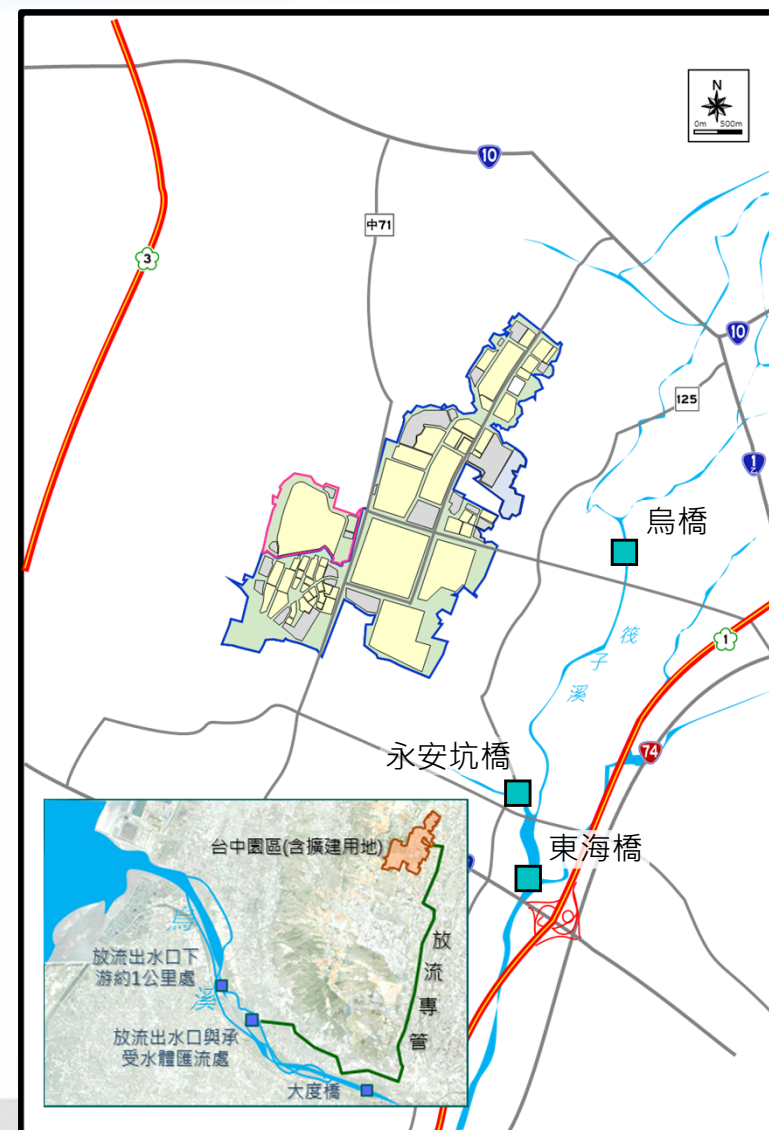 N
0m 500m
10
中71
3
10
125
1乙
烏橋
筏子溪
1
74
永安坑橋
東海橋
台中園區(含擴建用地)
烏溪
放流專管
放流出水口下
游約1公里處
放流出水口與承
受水體匯流處
大度橋